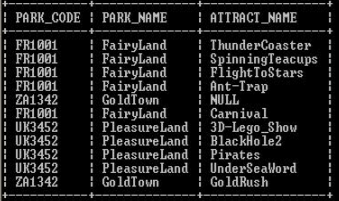 PARK_CODE | PARK_NAME | ATTRACT_NAME
FR1001 | FairyLand | ThunderCoaster
FR1001 | FairyLand | SpinningTeacups
FR1001 | FairyLand | FlightToStars
FR1001 | FairyLand | Ant-Trap
ZA1342 | GoldTown | NULL
FR1001 | FairyLand | Carnival
UK3452 | PleasureLand | 3D-Lego_Show
UK3452 | PleasureLand | BlackHole2
UK3452 | PleasureLand | Pirates
UK3452 | PleasureLand | UnderSeaWord
ZA1342 | GoldTown | GoldRush